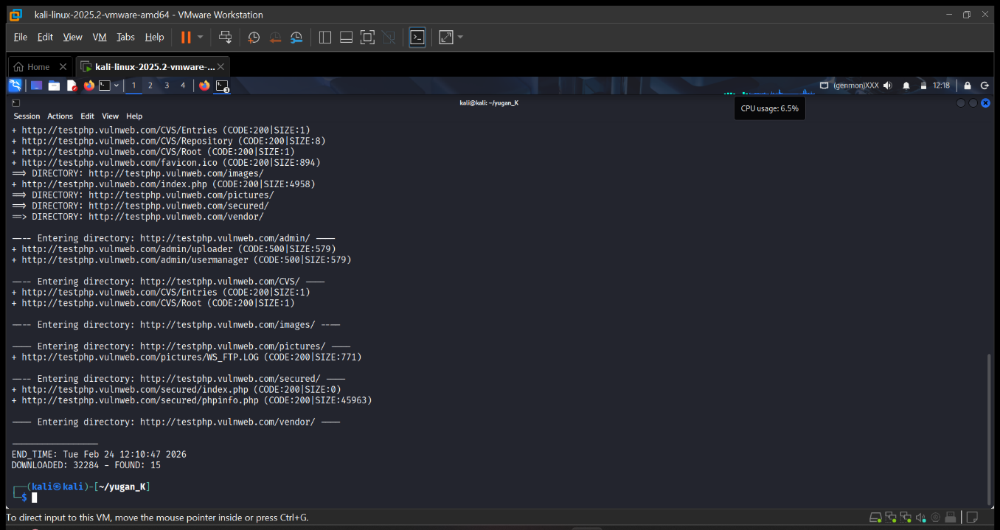 kali-linux-2025.2-vmware-amd64 - VMware Workstation
File Edit View VM Tabs Help
Home kali-linux-2025.2-vmware-...
1 2 3 4 (genmon)XXX 12:18
kali@kali: ~/yugan_K
CPU usage: 6.5%
Session Actions Edit View Help
+ http://testphp.vulnweb.com/CVS/Entries (CODE:200|SIZE:1)
+ http://testphp.vulnweb.com/CVS/Repository (CODE:200|SIZE:8)
+ http://testphp.vulnweb.com/CVS/Root (CODE:200|SIZE:1)
+ http://testphp.vulnweb.com/favicon.ico (CODE:200|SIZE:894)
==> DIRECTORY: http://testphp.vulnweb.com/images/
+ http://testphp.vulnweb.com/index.php (CODE:200|SIZE:4958)
==> DIRECTORY: http://testphp.vulnweb.com/pictures/
==> DIRECTORY: http://testphp.vulnweb.com/secured/
==> DIRECTORY: http://testphp.vulnweb.com/vendor/
---- Entering directory: http://testphp.vulnweb.com/admin/ ----
+ http://testphp.vulnweb.com/admin/uploader (CODE:500|SIZE:579)
+ http://testphp.vulnweb.com/admin/usermanager (CODE:500|SIZE:579)
---- Entering directory: http://testphp.vulnweb.com/CVS/ ----
+ http://testphp.vulnweb.com/CVS/Entries (CODE:200|SIZE:1)
+ http://testphp.vulnweb.com/CVS/Root (CODE:200|SIZE:1)
---- Entering directory: http://testphp.vulnweb.com/images/ ----
---- Entering directory: http://testphp.vulnweb.com/pictures/ ----
+ http://testphp.vulnweb.com/pictures/WS_FTP.LOG (CODE:200|SIZE:771)
---- Entering directory: http://testphp.vulnweb.com/secured/ ----
+ http://testphp.vulnweb.com/secured/index.php (CODE:200|SIZE:0)
+ http://testphp.vulnweb.com/secured/phpinfo.php (CODE:200|SIZE:45963)
---- Entering directory: http://testphp.vulnweb.com/vendor/ ----
-----------------
END_TIME: Tue Feb 24 12:10:47 2026
DOWNLOADED: 32284 - FOUND: 15
┌──(kali㉿kali)-[~/yugan_K]
└─$
To direct input to this VM, move the mouse pointer inside or press Ctrl+G.